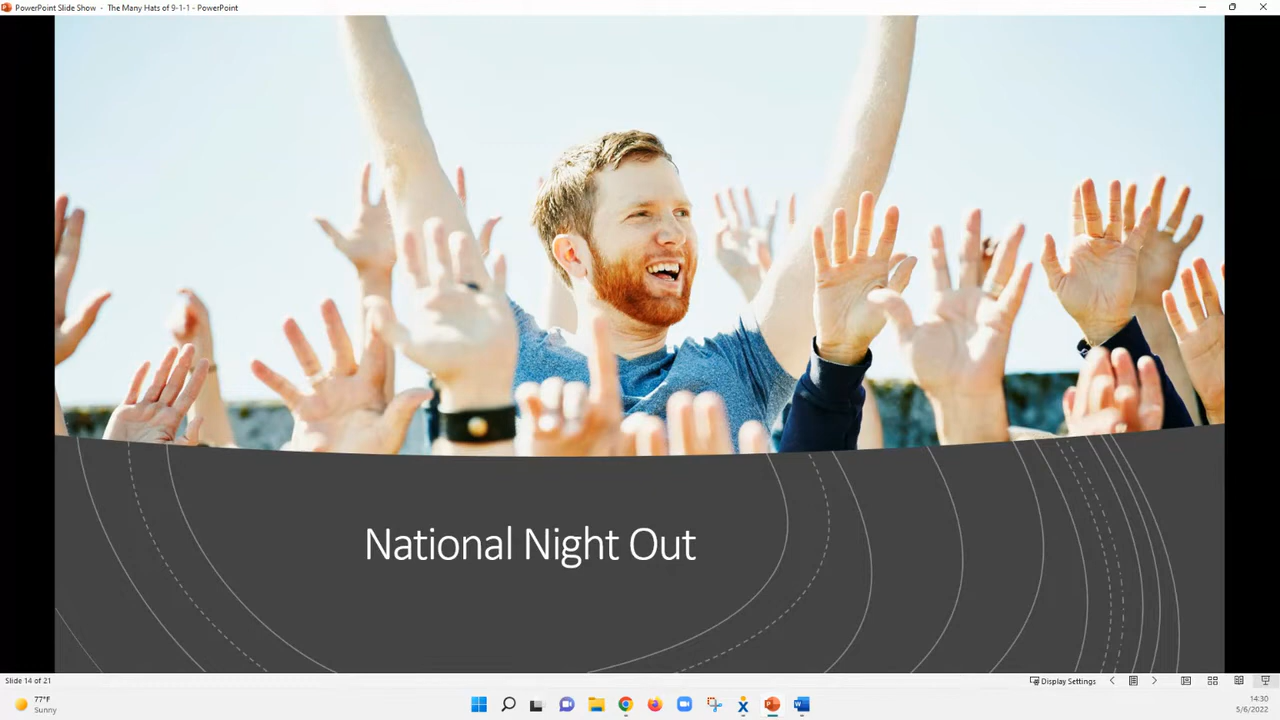 PowerPoint Slide Show - The Many Hats of 9-1-1 - PowerPoint
National Night Out
Slide 14 of 21
Display Settings
77°F
Sunny
14:30
5/6/2022